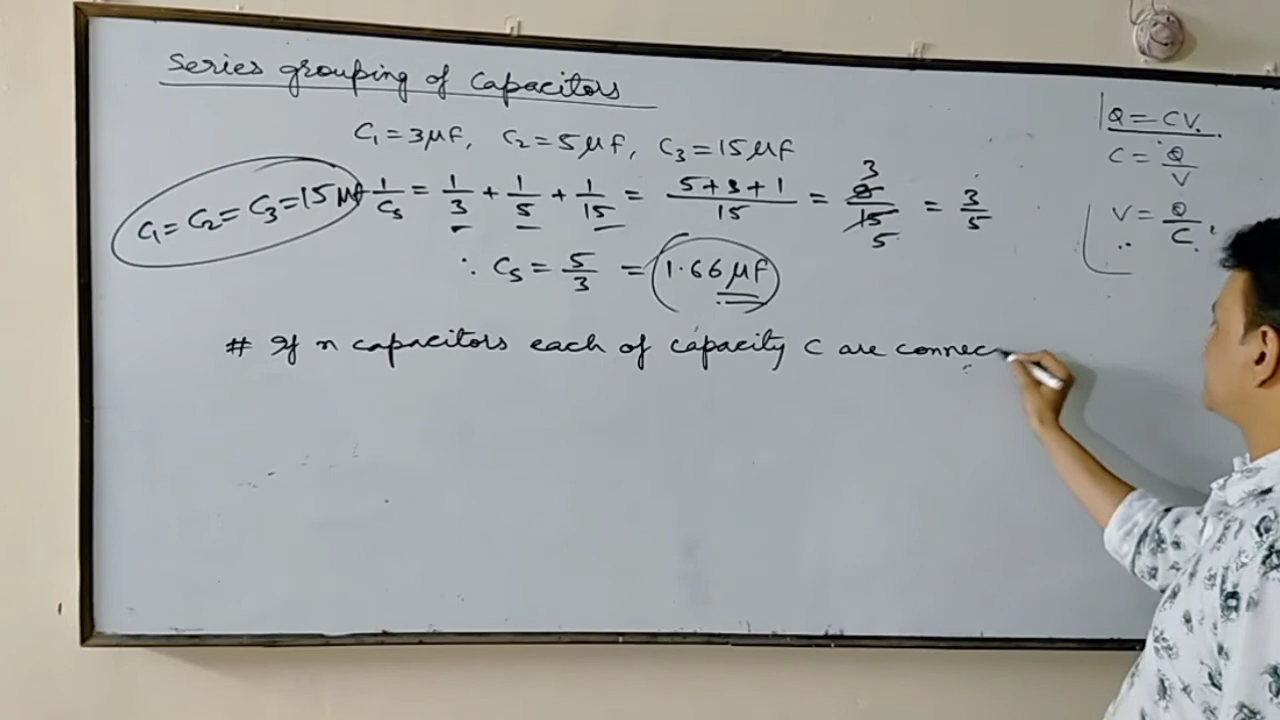 Series grouping of Capacitors
C₁ = 3μF, C₂ = 5μF, C₃ = 15μF
C₁ = C₂ = C₃ = 15μF
1/Cs = 1/3 + 1/5 + 1/15 = (5+3+1)/15 = 9/15 = 3/5
∴ Cs = 5/3 = 1.66μF
# If n capacitors each of capacity C are connec
Q = CV.
C = Q/V
V = Q/C